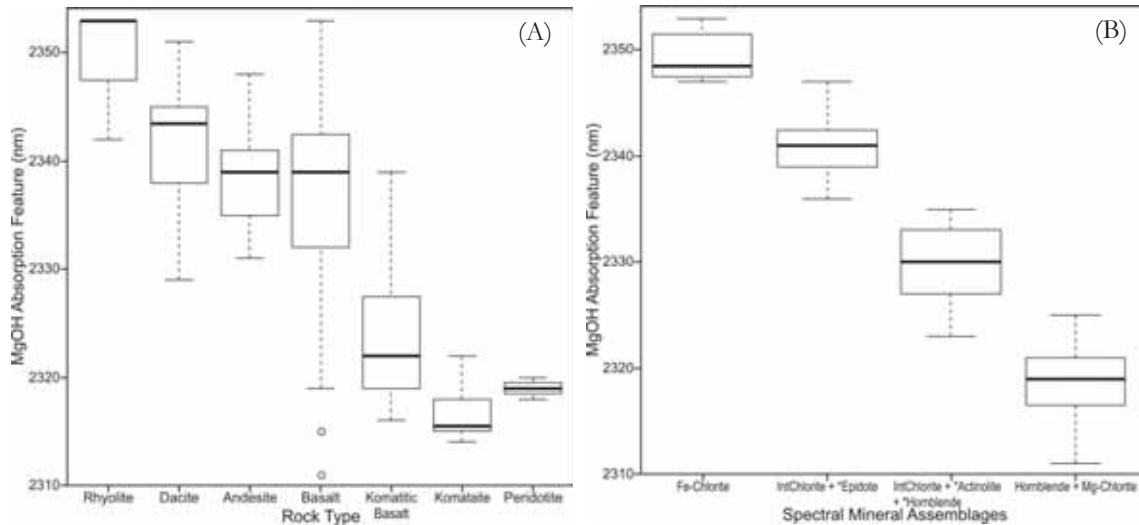 (A)
MgOH Absorption Feature (nm)
2350
2340
2330
2320
2310
Rhyolite Dacite Andesite Basalt Komatitic Komataite Peridotite
Basalt
Rock Type
(B)
MgOH Absorption Feature (nm)
2350
2340
2330
2320
2310
Fe-Chlorite IntChlorite + *Epidote IntChlorite + *Actinolite Hornblende + Mg-Chlorite
+ *Hornblende
Spectral Mineral Assemblages